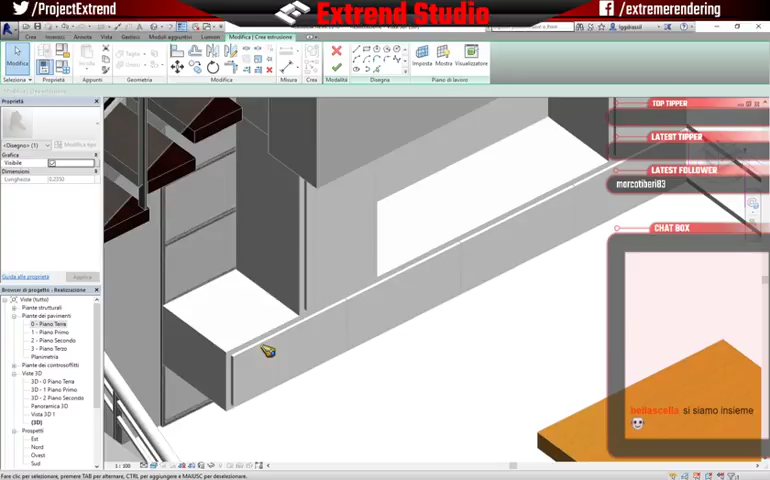 /ProjectExtrend
Extrend Studio
/extremerendering
Crea
Inserisci
Annota
Vista
Gestisci
Moduli aggiuntivi
Lumion
Modifica | Crea estrusione
Modifica
Seleziona
Proprietà
Appunti
Geometria
Modifica
Misura
Crea
Modalità
Disegna
Imposta
Mostra
Visualizzatore
Piano di lavoro
Proprietà
<Disegno> (1)
Modifica tipo
Grafica
Visibile
Dimensioni
Lunghezza
0.2250
Guida alla proprietà
Applica
Browser di progetto - Realizzazione
Viste (tutto)
Piante strutturali
Piante dei pavimenti
0 - Piano Terra
1 - Piano Primo
2 - Piano Secondo
3 - Piano Terzo
Planimetria
Piante dei controsoffitti
Viste 3D
3D - 0 Piano Terra
3D - 1 Piano Primo
3D - 2 Piano Secondo
Panoramica 3D
Vista 3D 1
{3D}
Prospetti
Est
Nord
Ovest
Sud
TOP TIPPER
LATEST TIPPER
LATEST FOLLOWER
marcotiberi83
CHAT BOX
bellascella si siamo insieme
1 : 100
Fare clic per selezionare, premere TAB per alternare, CTRL per aggiungere e MAIUSC per deselezionare.